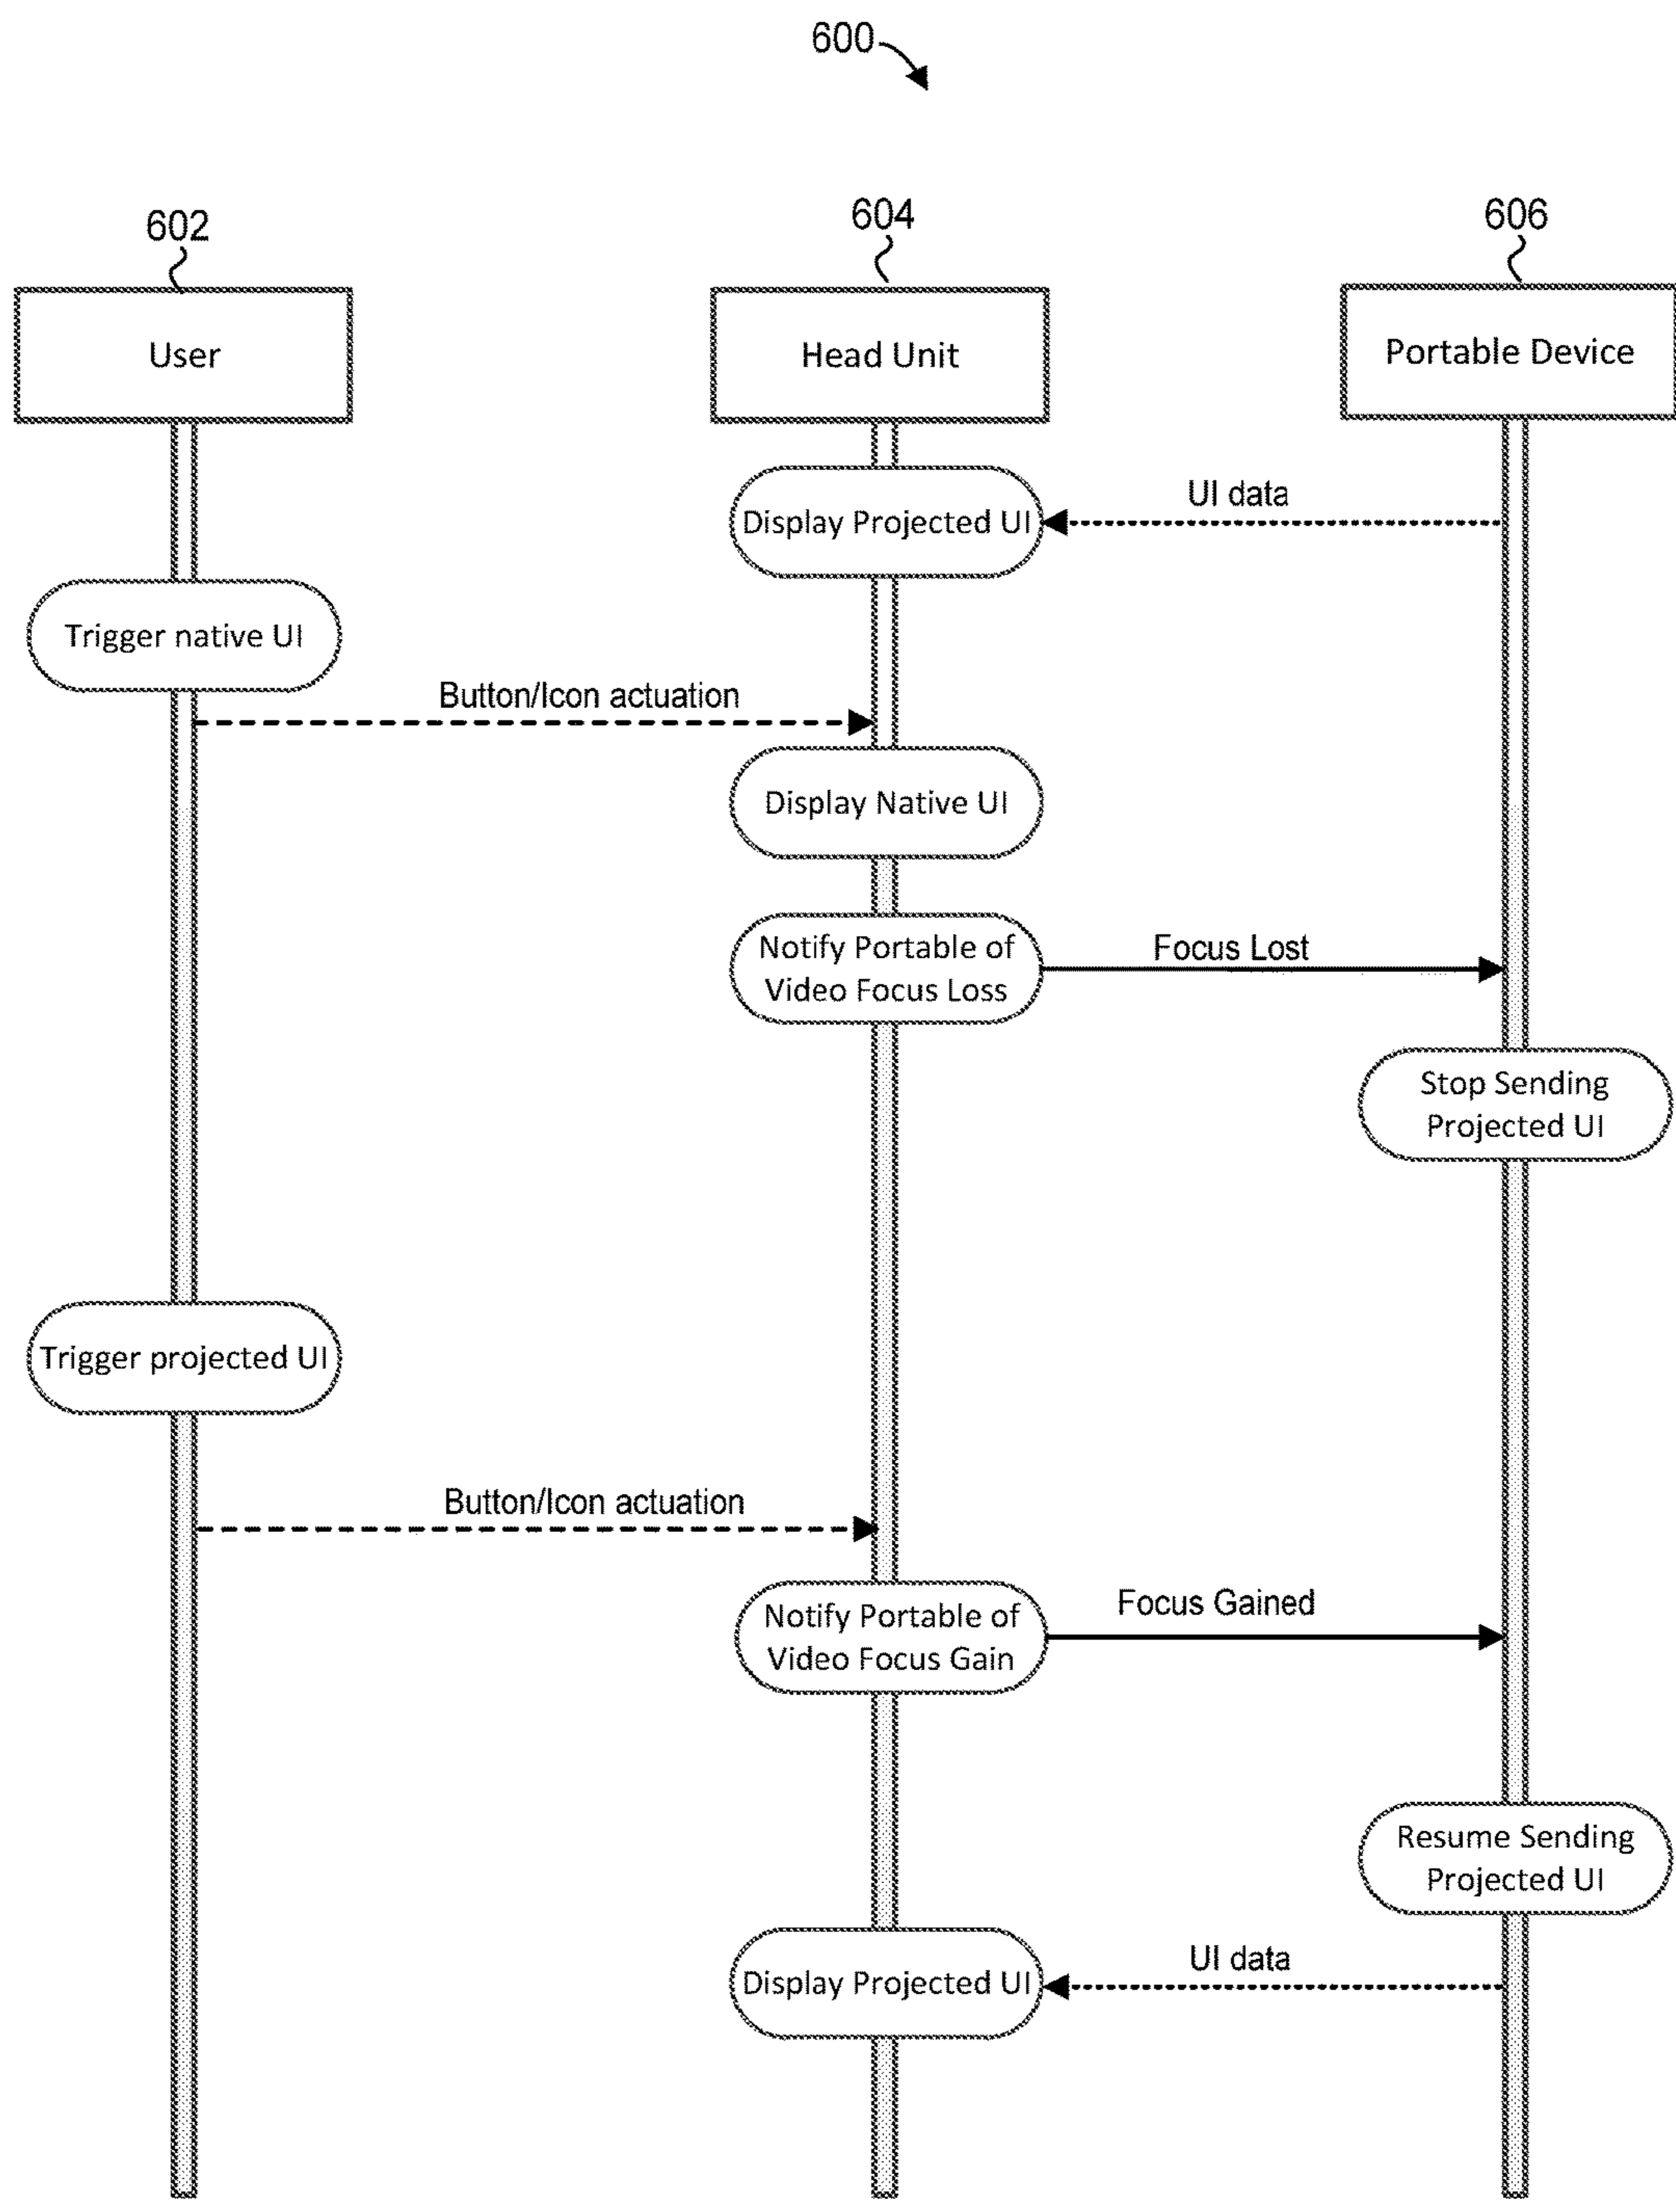 600
602
604
606
User
Head Unit
Portable Device
UI data
Display Projected UI
Trigger native UI
Button/Icon actuation
Display Native UI
Notify Portable of
Video Focus Loss
Focus Lost
Stop Sending
Projected UI
Trigger projected UI
Button/Icon actuation
Notify Portable of
Video Focus Gain
Focus Gained
Resume Sending
Projected UI
UI data
Display Projected UI